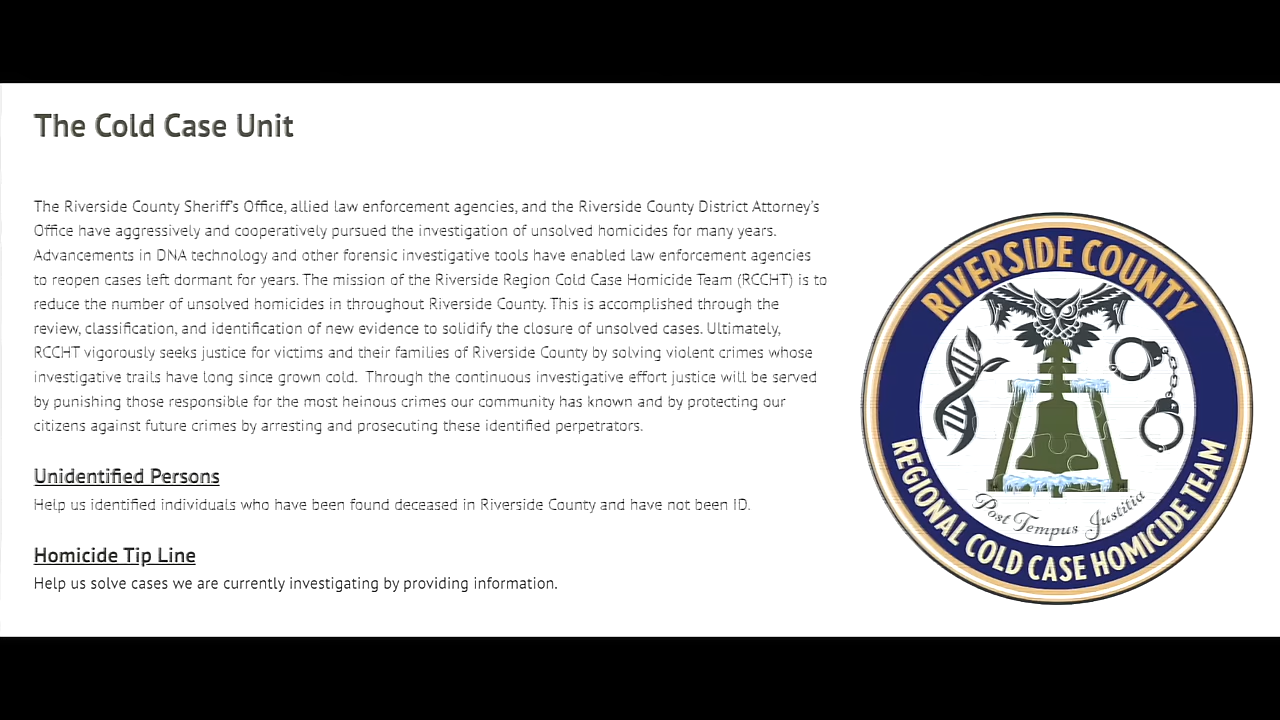 The Cold Case Unit
The Riverside County Sheriff's Office, allied law enforcement agencies, and the Riverside County District Attorney's
Office have aggressively and cooperatively pursued the investigation of unsolved homicides for many years.
Advancements in DNA technology and other forensic investigative tools have enabled law enforcement agencies
to reopen cases left dormant for years. The mission of the Riverside Region Cold Case Homicide Team (RCCHT) is to
reduce the number of unsolved homicides in throughout Riverside County. This is accomplished through the
review, classification, and identification of new evidence to solidify the closure of unsolved cases. Ultimately,
RCCHT vigorously seeks justice for victims and their families of Riverside County by solving violent crimes whose
investigative trails have long since grown cold. Through the continuous investigative effort justice will be served
by punishing those responsible for the most heinous crimes our community has known and by protecting our
citizens against future crimes by arresting and prosecuting these identified perpetrators.
Unidentified Persons
Help us identified individuals who have been found deceased in Riverside County and have not been ID.
Homicide Tip Line
Help us solve cases we are currently investigating by providing information.
RIVERSIDE COUNTY
Post Tempus Justitia
REGIONAL COLD CASE HOMICIDE TEAM